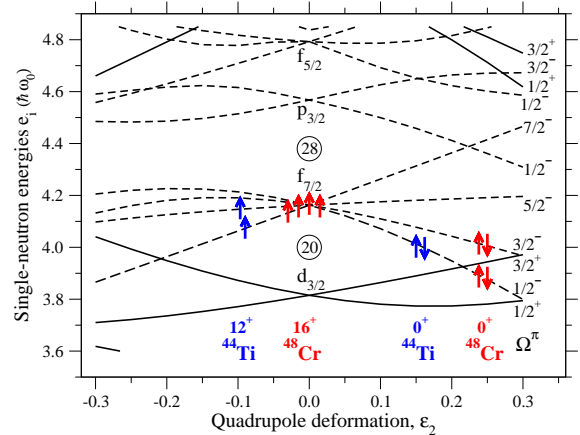 Single-neutron energies e_i (ħω_0)
4.8
4.6
4.4
4.2
4.0
3.8
3.6
f_5/2
p_3/2
28
f_7/2
20
d_3/2
3/2^+
3/2^-
1/2^+
1/2^-
7/2^-
1/2^-
5/2^-
3/2^-
3/2^+
1/2^-
1/2^+
12^+ 16^+ 0^+ 0^+
^44Ti ^48Cr ^44Ti ^48Cr Ω^π
-0.3 -0.2 -0.1 0.0 0.1 0.2 0.3
Quadrupole deformation, ε_2